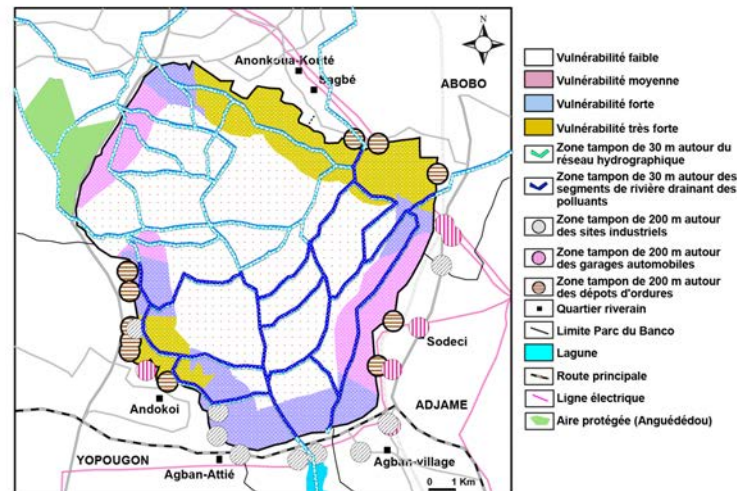 N
Anonkoua-Kouté
Sagbé
ABOBO
Sodeci
ADJAME
Andokoi
YOPOUGON
Agban-Attié
Agban-village
0 1 Km
Vulnérabilité faible
Vulnérabilité moyenne
Vulnérabilité forte
Vulnérabilité très forte
Zone tampon de 30 m autour du
réseau hydrographique
Zone tampon de 30 m autour des
segments de rivière drainant des
polluants
Zone tampon de 200 m autour
des sites industriels
Zone tampon de 200 m autour
des garages automobiles
Zone tampon de 200 m autour
des dépots d'ordures
Quartier riverain
Limite Parc du Banco
Lagune
Route principale
Ligne électrique
Aire protégée (Anguédédou)